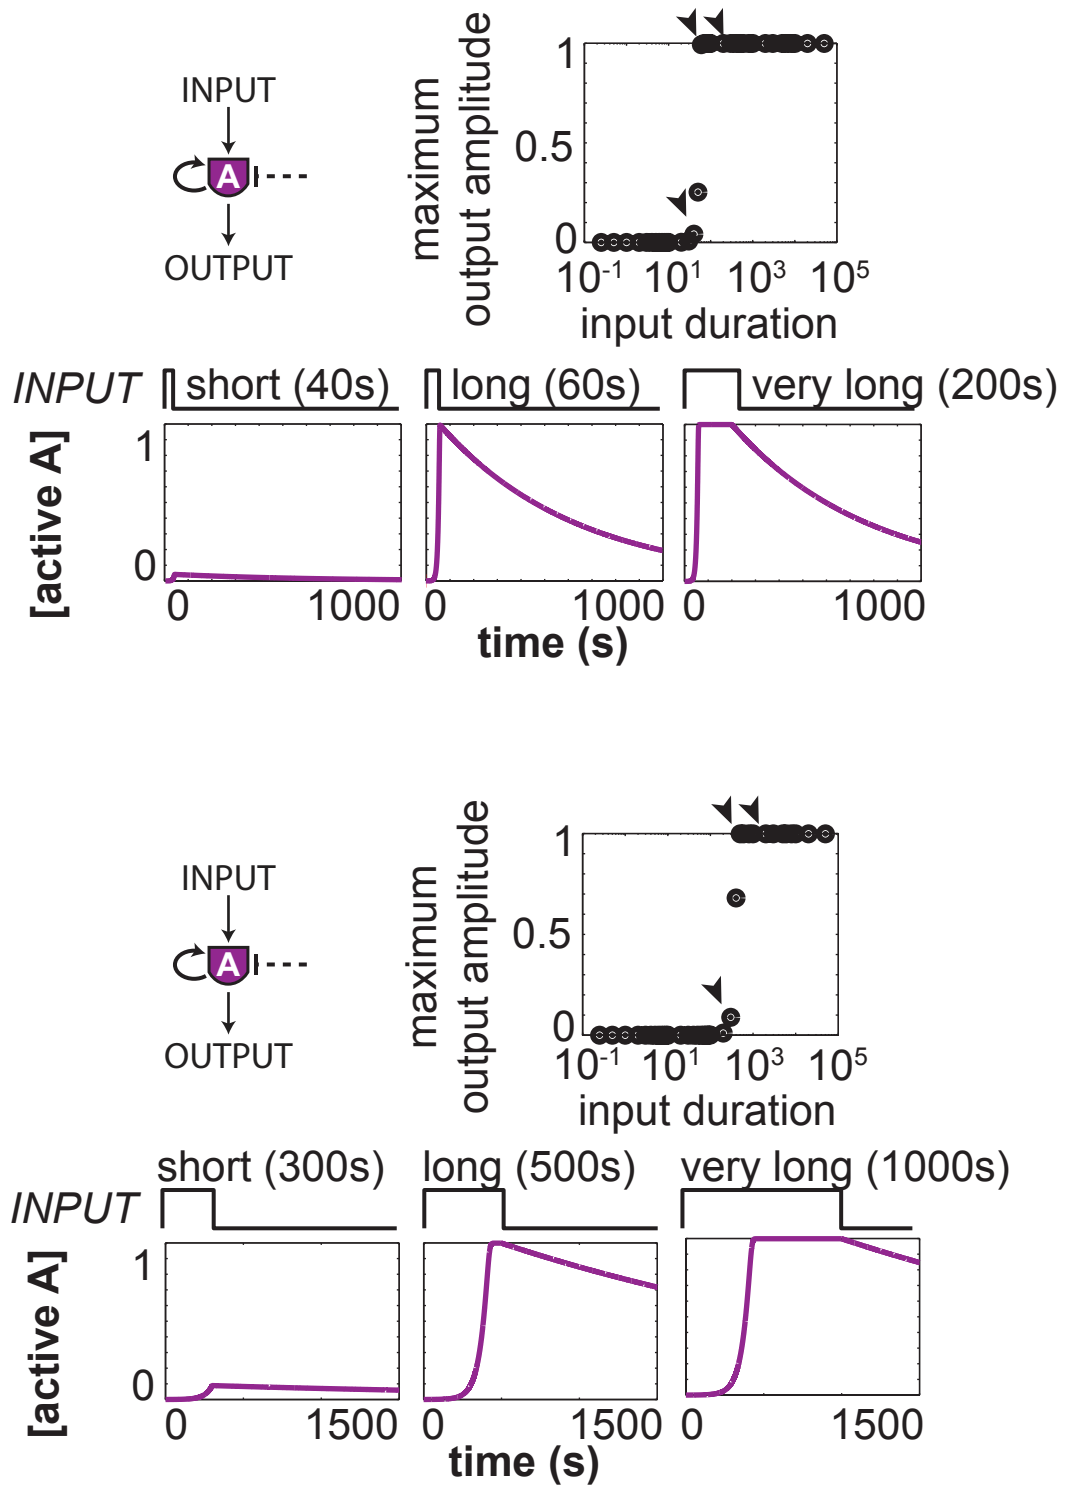 INPUT
A
OUTPUT
maximum
output amplitude
1
0.5
0
10-1 101 103 105
input duration
INPUT short (40s) long (60s) very long (200s)
[active A]
1
0
0 1000 0 1000 0 1000
time (s)
INPUT
A
OUTPUT
maximum
output amplitude
1
0.5
0
10-1 101 103 105
input duration
short (300s) long (500s) very long (1000s)
INPUT
[active A]
1
0
0 1500 0 1500 0 1500
time (s)